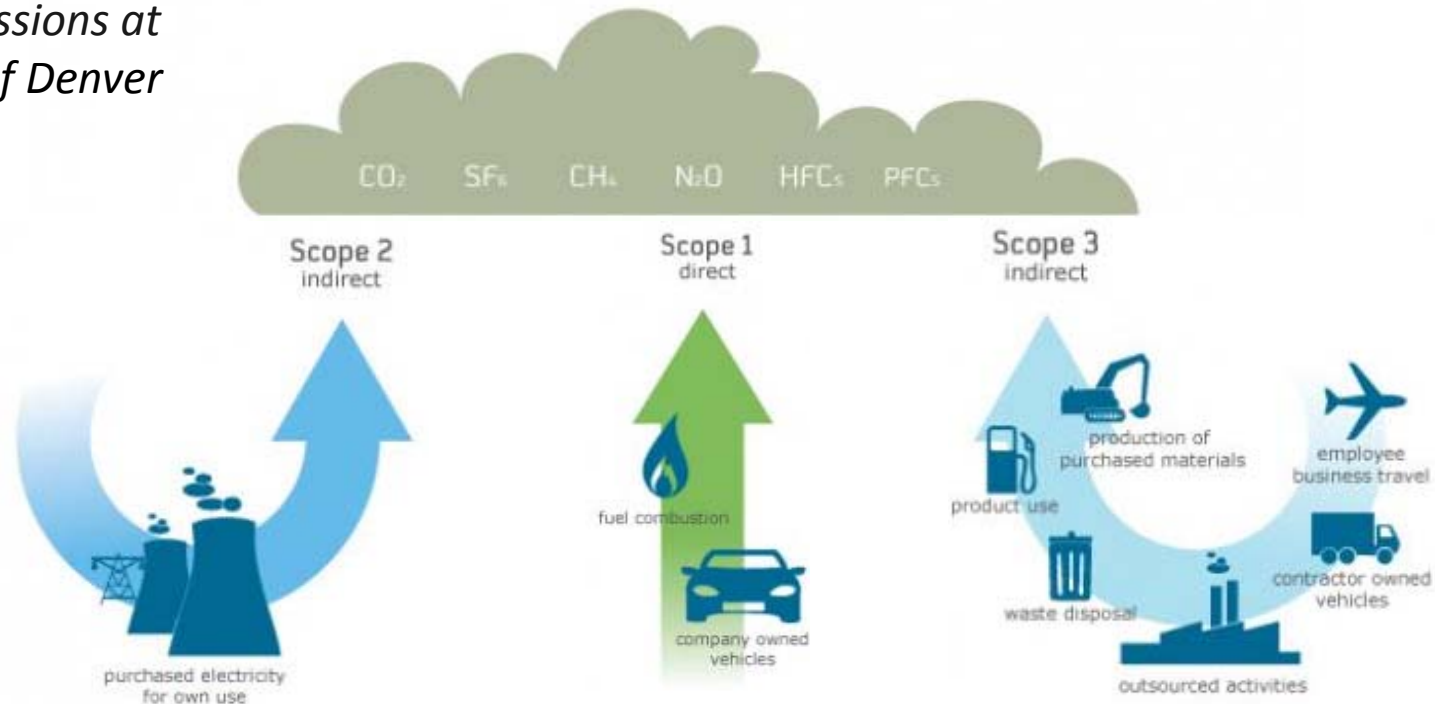 ssions at
f Denver
CO₂ SF₆ CH₄ N₂O HFCs PFCs
Scope 2
indirect
Scope 1
direct
Scope 3
indirect
purchased electricity
for own use
fuel combustion
company owned
vehicles
production of
purchased materials
product use
waste disposal
employee
business travel
contractor owned
vehicles
outsourced activities